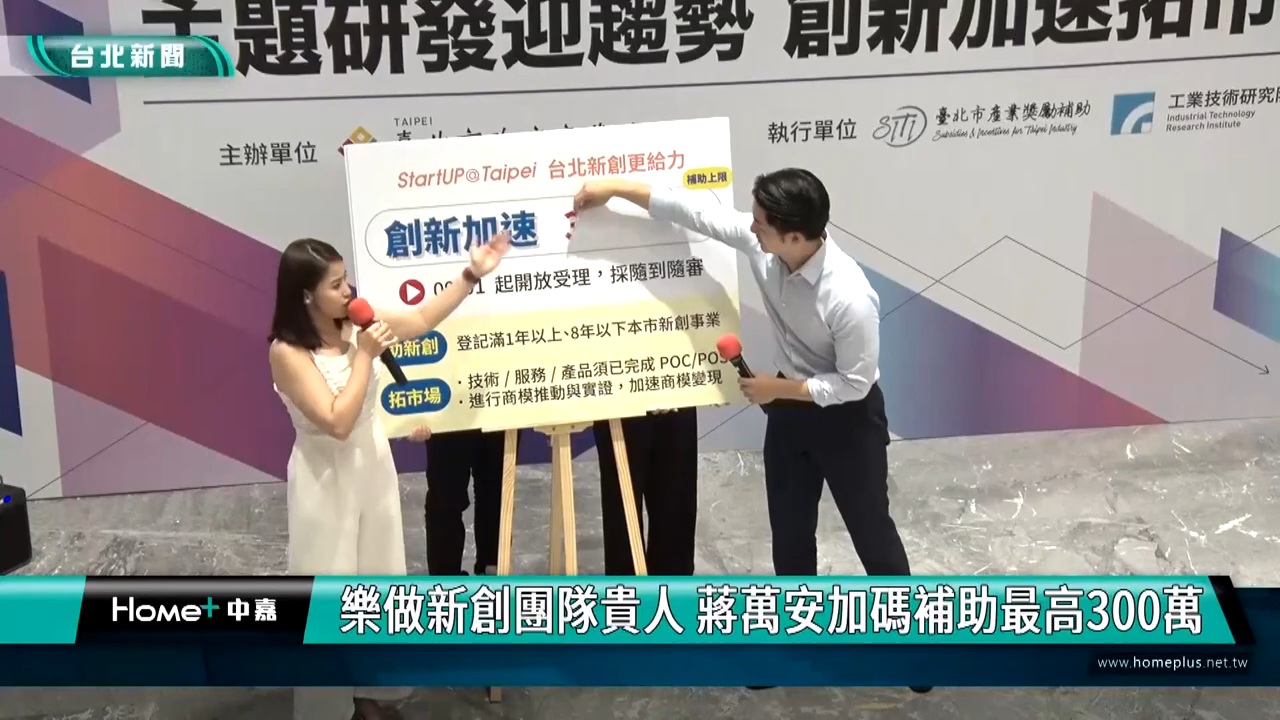 台北新聞
主題研發迎趨勢 創新加速拓市
主辦單位
TAIPEI
執行單位
SITI
臺北市產業獎勵補助
Subsidies & Incentives for Taipei Industry
工業技術研究院
Industrial Technology
Research Institute
StartUP@Taipei 台北新創更給力
補助上限
創新加速
起開放受理，採隨到隨審
新創
登記滿1年以上、8年以下本市新創事業
拓市場
．技術 / 服務 / 產品須已完成 POC/POS
．進行商模推動與實證，加速商模變現
Home+ 中嘉
樂做新創團隊貴人 蔣萬安加碼補助最高300萬
www.homeplus.net.tw